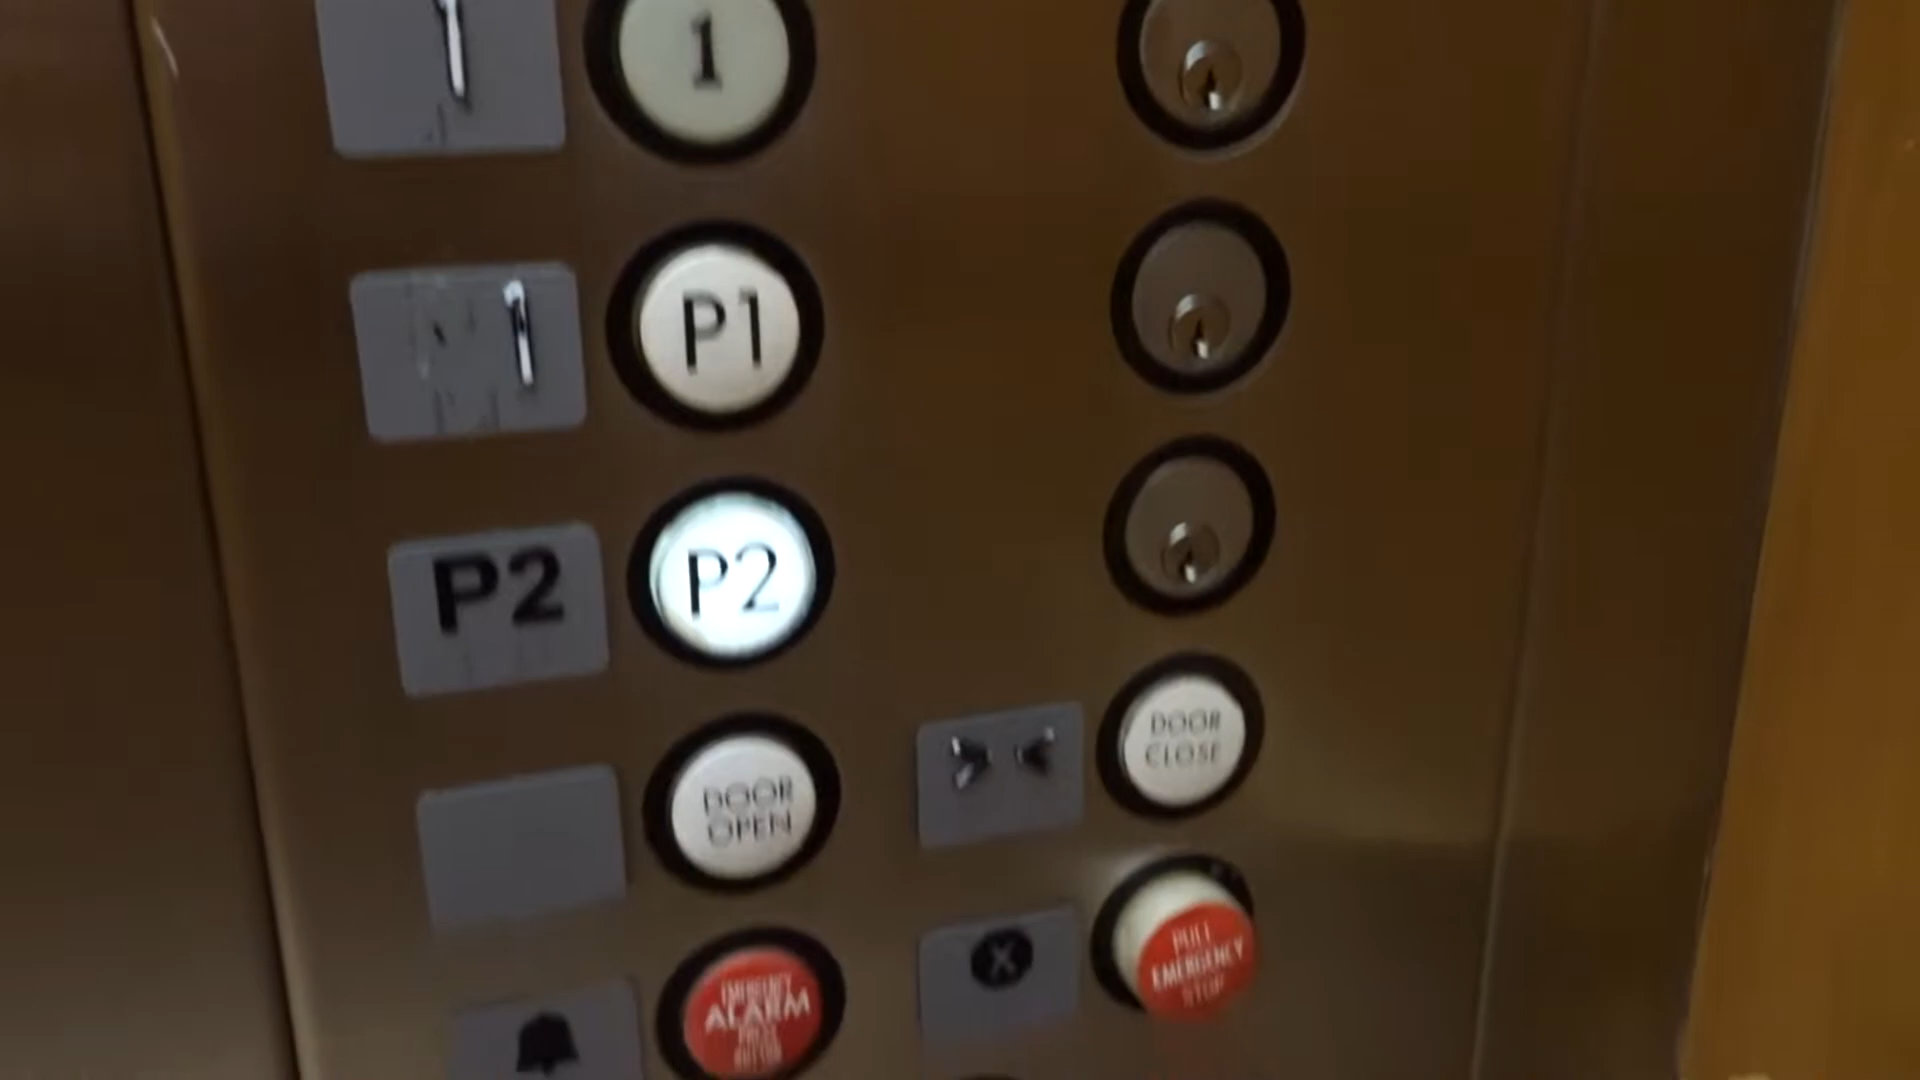 1
P1
P2
P2
DOOR
OPEN
DOOR
CLOSE
X
PULL
EMERGENCY
STOP
ALARM